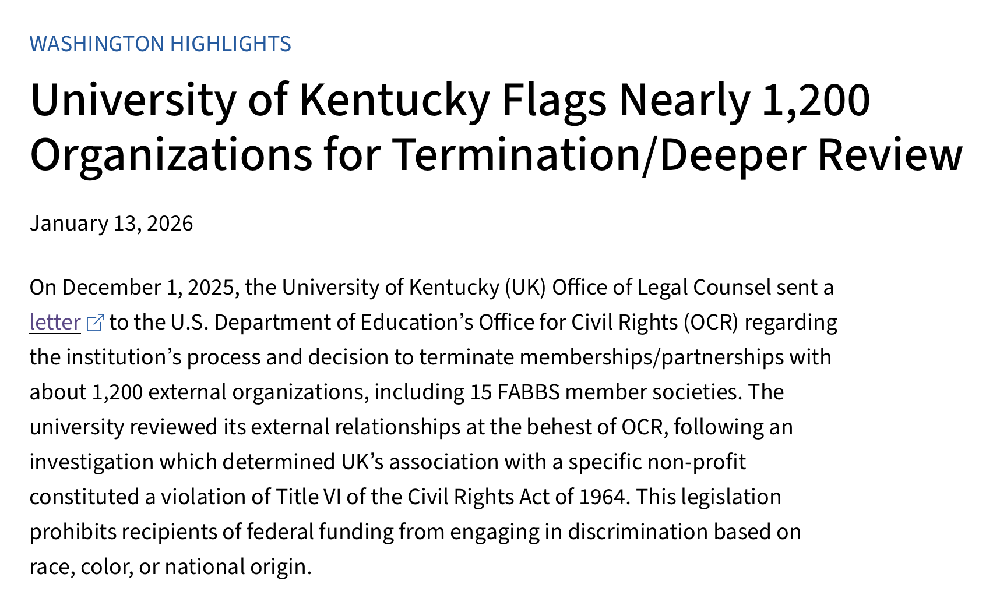 WASHINGTON HIGHLIGHTS
University of Kentucky Flags Nearly 1,200
Organizations for Termination/Deeper Review
January 13, 2026
On December 1, 2025, the University of Kentucky (UK) Office of Legal Counsel sent a
letter to the U.S. Department of Education’s Office for Civil Rights (OCR) regarding
the institution’s process and decision to terminate memberships/partnerships with
about 1,200 external organizations, including 15 FABBS member societies. The
university reviewed its external relationships at the behest of OCR, following an
investigation which determined UK’s association with a specific non-profit
constituted a violation of Title VI of the Civil Rights Act of 1964. This legislation
prohibits recipients of federal funding from engaging in discrimination based on
race, color, or national origin.